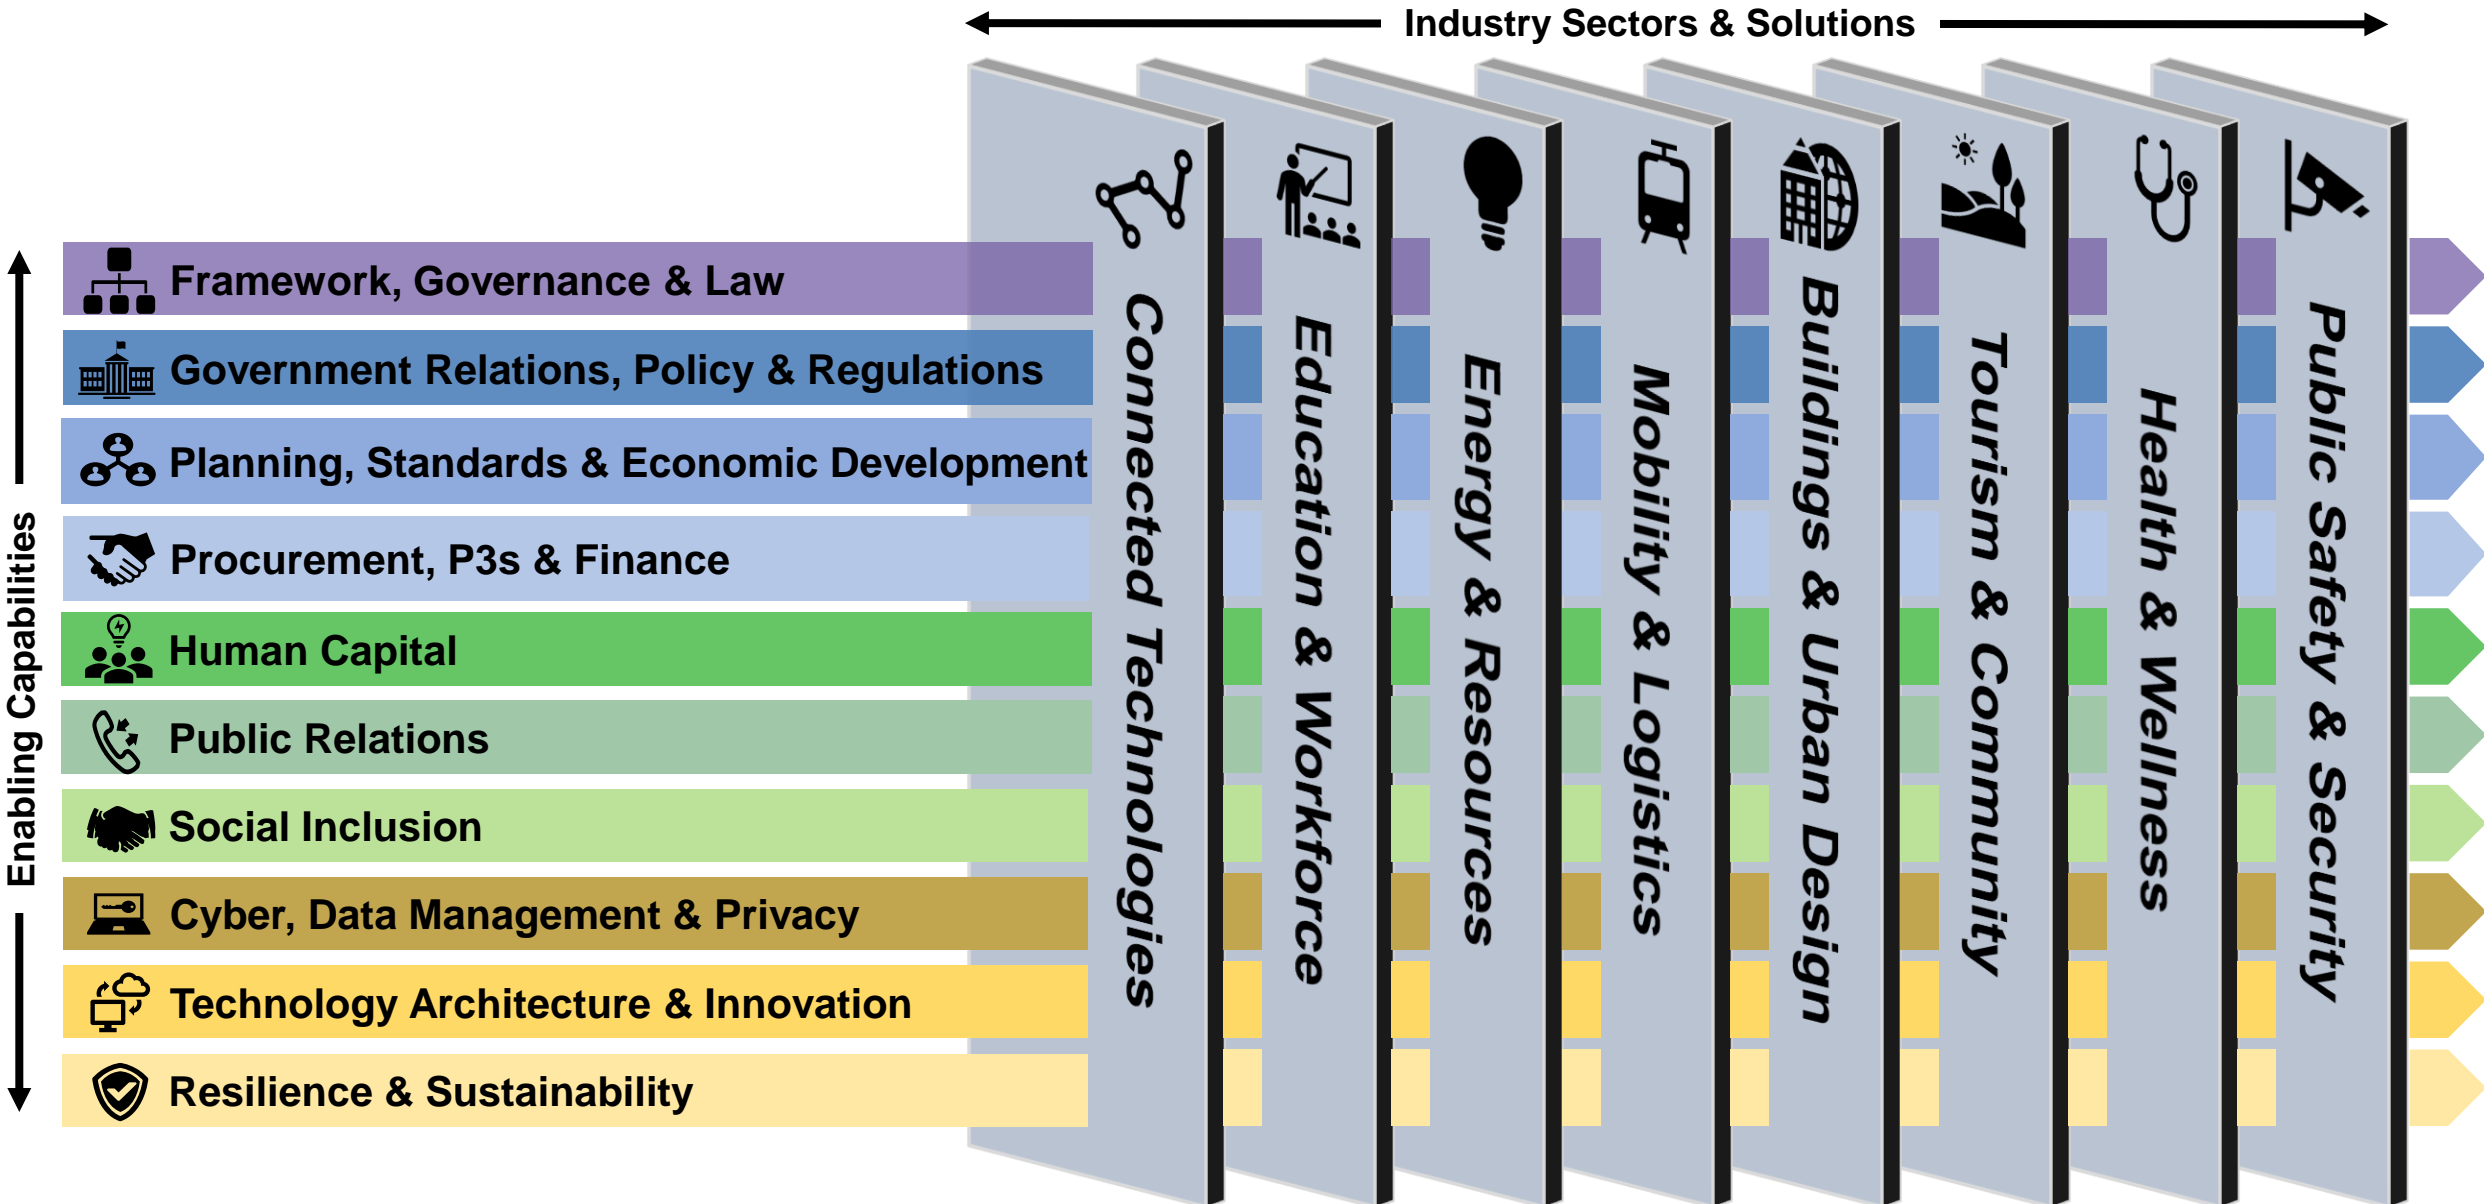 Industry Sectors & Solutions
Enabling Capabilities
Framework, Governance & Law
Government Relations, Policy & Regulations
Planning, Standards & Economic Development
Procurement, P3s & Finance
Human Capital
Public Relations
Social Inclusion
Cyber, Data Management & Privacy
Technology Architecture & Innovation
Resilience & Sustainability
Connected Technologies
Education & Workforce
Energy & Resources
Mobility & Logistics
Buildings & Urban Design
Tourism & Community
Health & Wellness
Public Safety & Security